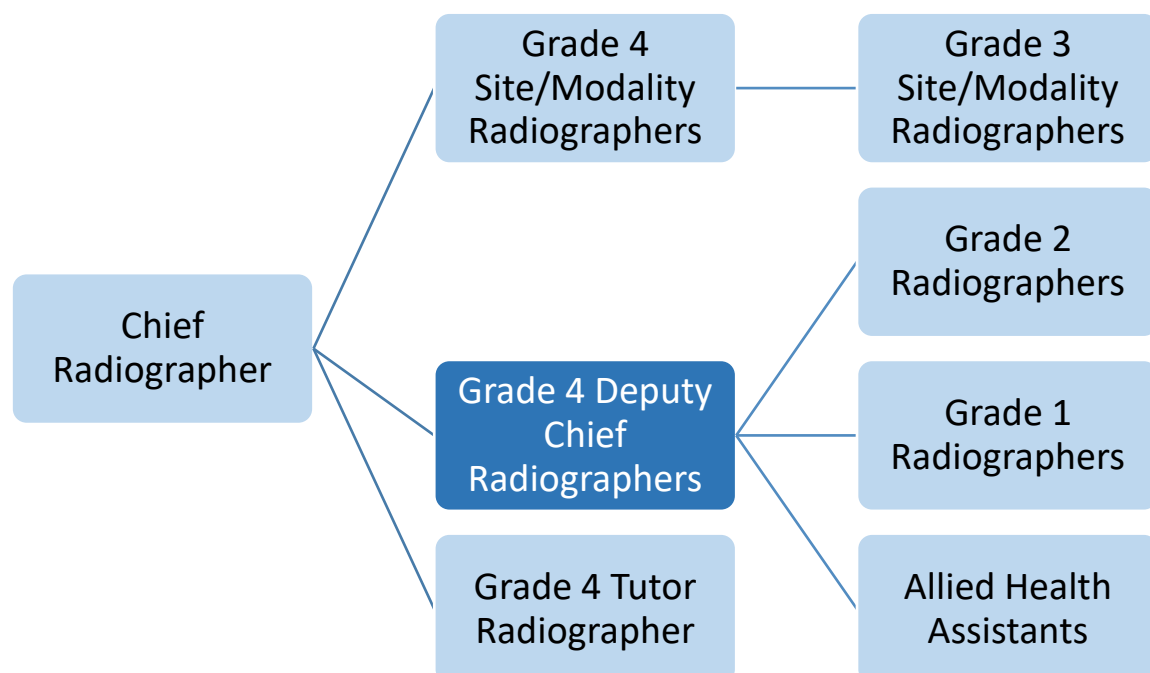 Chief
Radiographer
Grade 4
Site/Modality
Radiographers
Grade 3
Site/Modality
Radiographers
Grade 4 Deputy
Chief
Radiographers
Grade 2
Radiographers
Grade 1
Radiographers
Allied Health
Assistants
Grade 4 Tutor
Radiographer